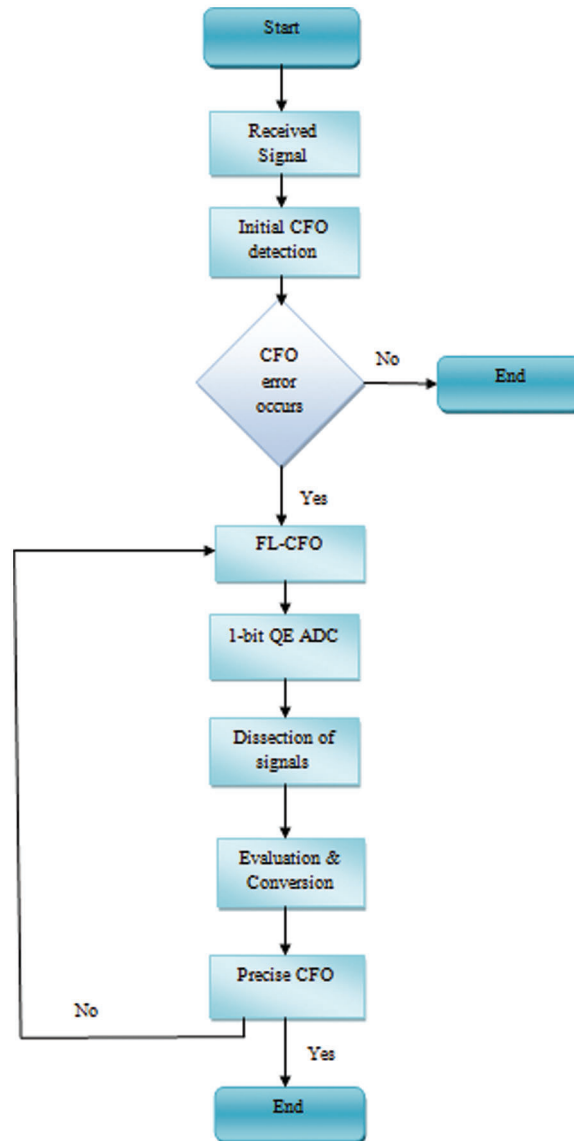 Start
Received
Signal
Initial CFO
detection
CFO
error
occurs
No
End
Yes
FL-CFO
1-bit QE ADC
Dissection of
signals
Evaluation &
Conversion
Precise CFO
No
Yes
End